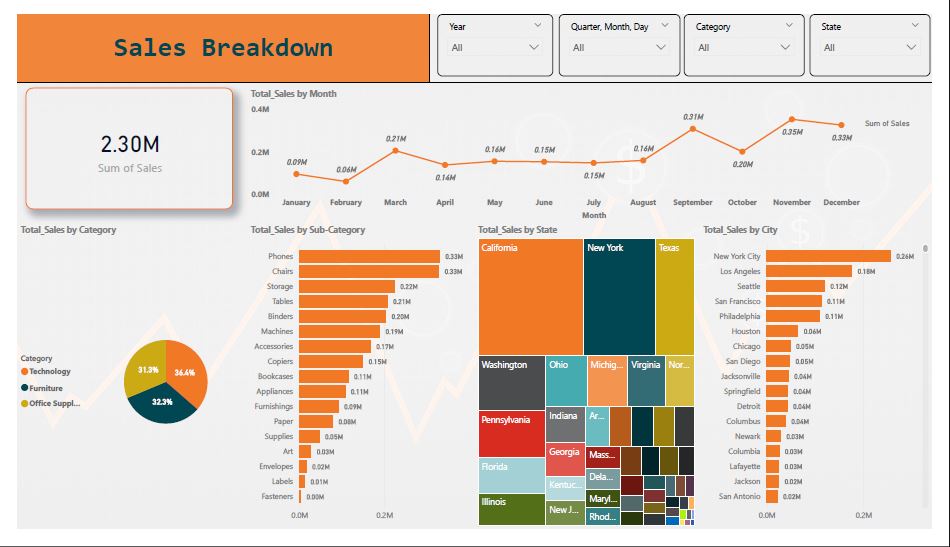 Sales Breakdown
Year
All
Quarter, Month, Day
All
Category
All
State
All
2.30M
Sum of Sales
Total_Sales by Month
0.4M
0.2M
0.0M
0.09M
0.06M
0.21M
0.14M
0.16M
0.15M
0.15M
0.16M
0.31M
0.20M
0.35M
0.33M
Sum of Sales
January
February
March
April
May
June
July
August
September
October
November
December
Month
Total_Sales by Category
Category
Technology
Furniture
Office Suppl...
31.3%
36.4%
32.3%
Total_Sales by Sub-Category
Phones 0.33M
Chairs 0.33M
Storage 0.22M
Tables 0.21M
Binders 0.20M
Machines 0.19M
Accessories 0.17M
Copiers 0.15M
Bookcases 0.11M
Appliances 0.11M
Furnishings 0.09M
Paper 0.08M
Supplies 0.05M
Art 0.03M
Envelopes 0.02M
Labels 0.01M
Fasteners 0.00M
0.0M 0.2M
Total_Sales by State
California
New York
Texas
Washington
Ohio
Michig...
Virginia
Nor...
Pennsylvania
Indiana
Ar...
Florida
Georgia
Mass...
Kentuc...
Dela...
Illinois
New J...
Maryl...
Rhod...
Total_Sales by City
New York City 0.26M
Los Angeles 0.18M
Seattle 0.12M
San Francisco 0.11M
Philadelphia 0.11M
Houston 0.06M
Chicago 0.05M
San Diego 0.05M
Jacksonville 0.04M
Springfield 0.04M
Detroit 0.04M
Columbus 0.04M
Newark 0.03M
Columbia 0.03M
Lafayette 0.03M
Jackson 0.02M
San Antonio 0.02M
0.0M 0.2M